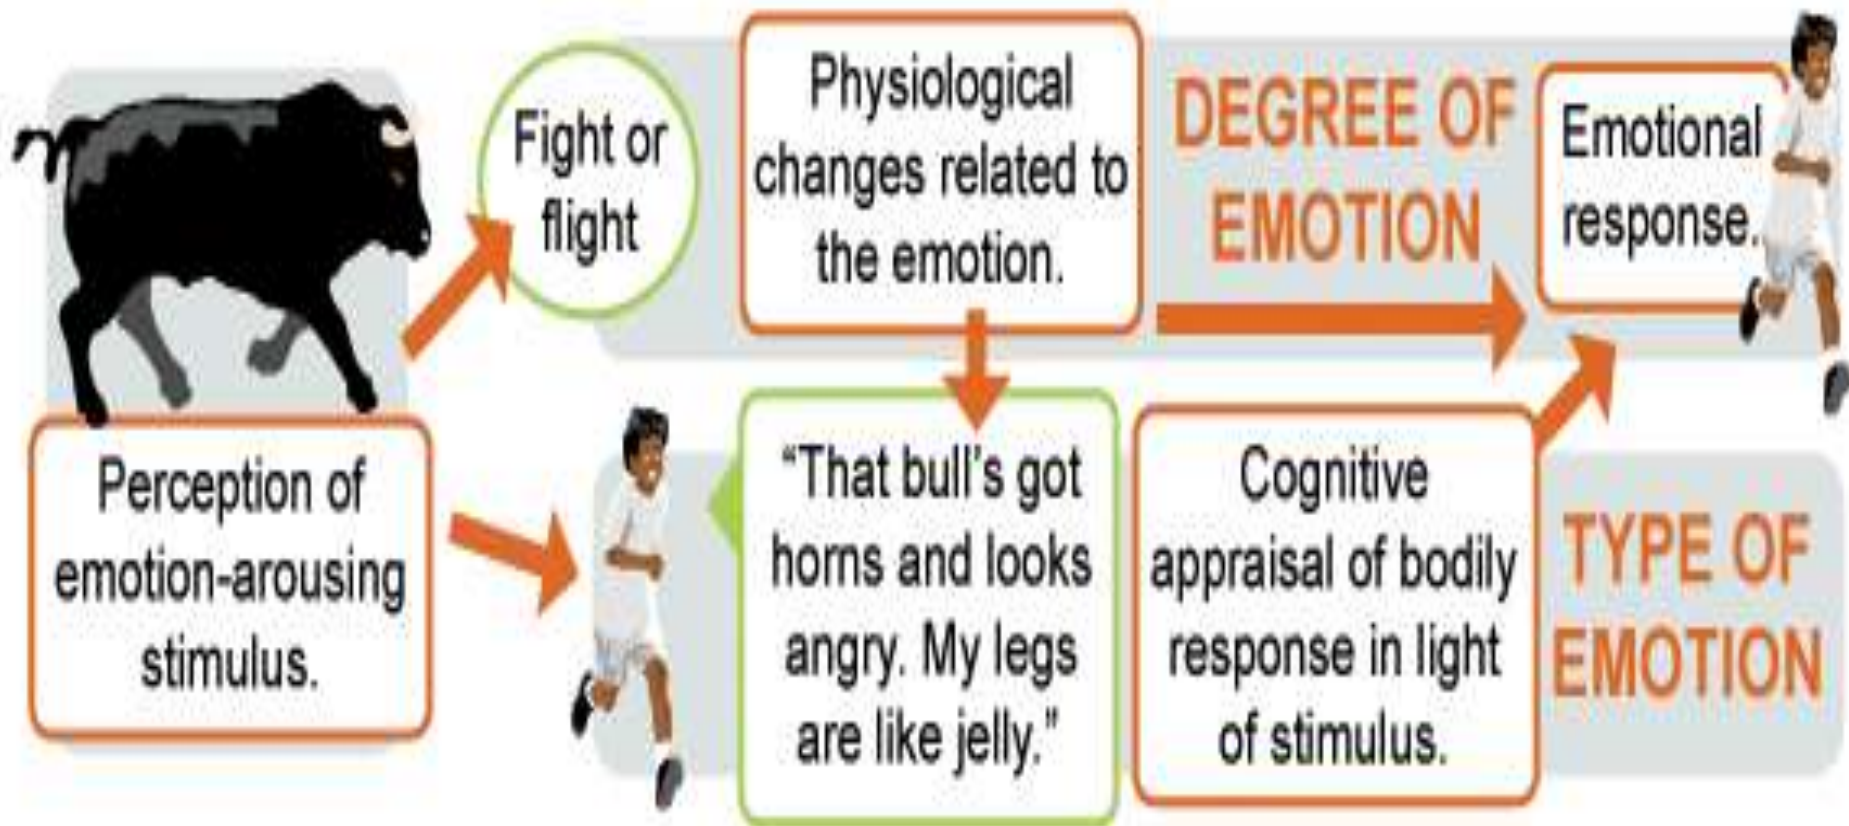 Fight or
flight
Physiological
changes related to
the emotion.
DEGREE OF
EMOTION
Emotional
response.
Perception of
emotion-arousing
stimulus.
“That bull’s got
horns and looks
angry. My legs
are like jelly.”
Cognitive
appraisal of bodily
response in light
of stimulus.
TYPE OF
EMOTION